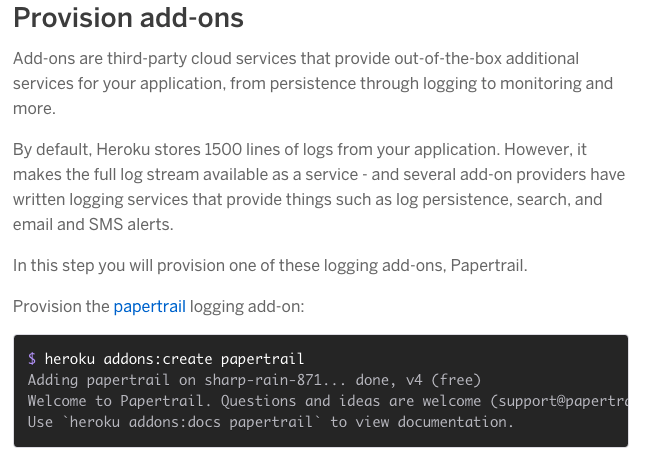 Provision add-ons
Add-ons are third-party cloud services that provide out-of-the-box additional
services for your application, from persistence through logging to monitoring and
more.
By default, Heroku stores 1500 lines of logs from your application. However, it
makes the full log stream available as a service - and several add-on providers have
written logging services that provide things such as log persistence, search, and
email and SMS alerts.
In this step you will provision one of these logging add-ons, Papertrail.
Provision the papertrail logging add-on:
$ heroku addons:create papertrail
Adding papertrail on sharp-rain-871... done, v4 (free)
Welcome to Papertrail. Questions and ideas are welcome (support@papertra
Use `heroku addons:docs papertrail` to view documentation.